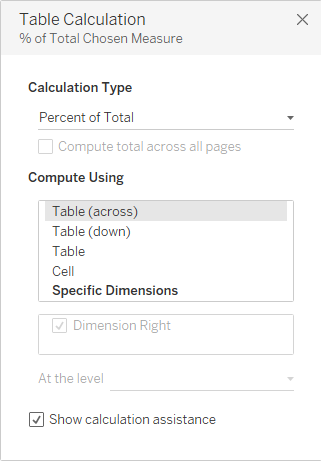 Table Calculation
% of Total Chosen Measure
Calculation Type
Percent of Total
Compute total across all pages
Compute Using
Table (across)
Table (down)
Table
Cell
Specific Dimensions
Dimension Right
At the level
Show calculation assistance